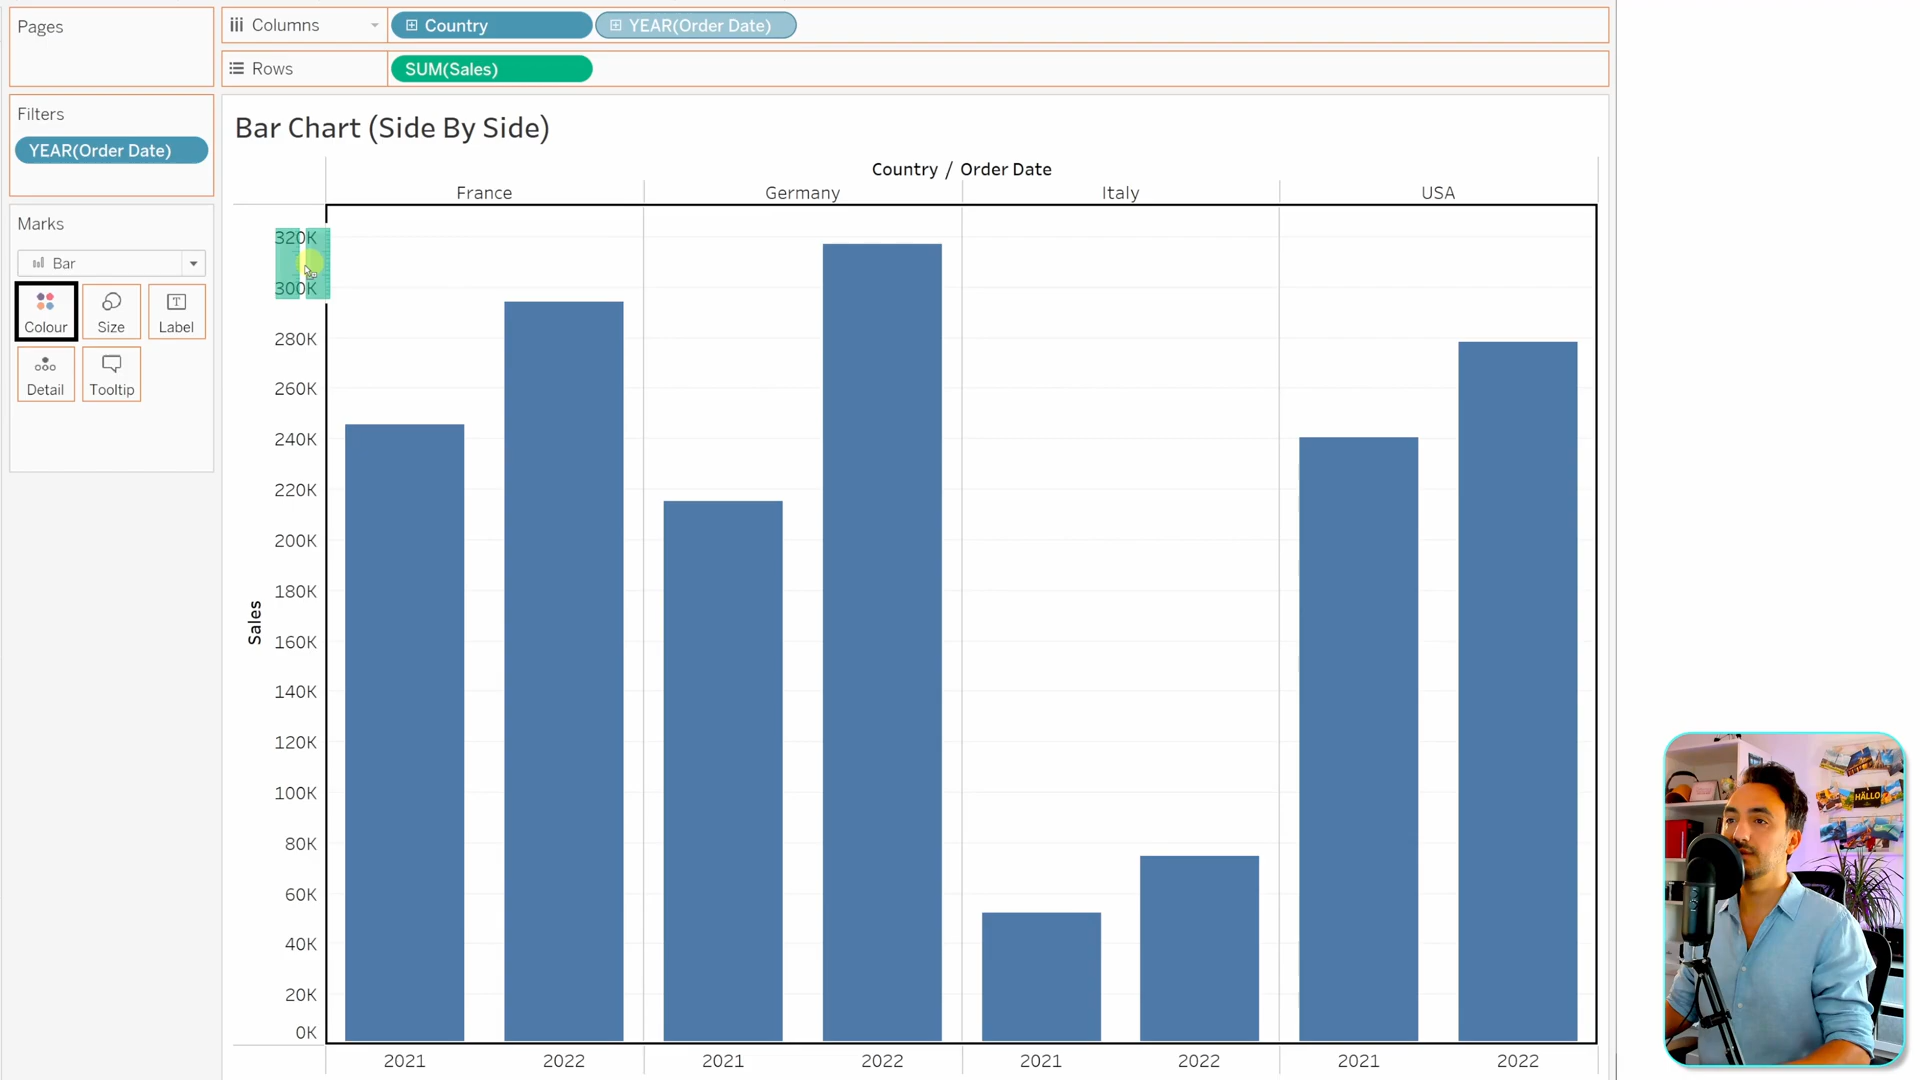 Pages
Columns
Country
YEAR(Order Date)
Rows
SUM(Sales)
Filters
YEAR(Order Date)
Marks
Bar
Colour
Size
Label
Detail
Tooltip
Bar Chart (Side By Side)
Country / Order Date
France
Germany
Italy
USA
320K
300K
280K
260K
240K
220K
200K
180K
160K
140K
120K
100K
80K
60K
40K
20K
0K
Sales
2021
2022
2021
2022
2021
2022
2021
2022
HALLO